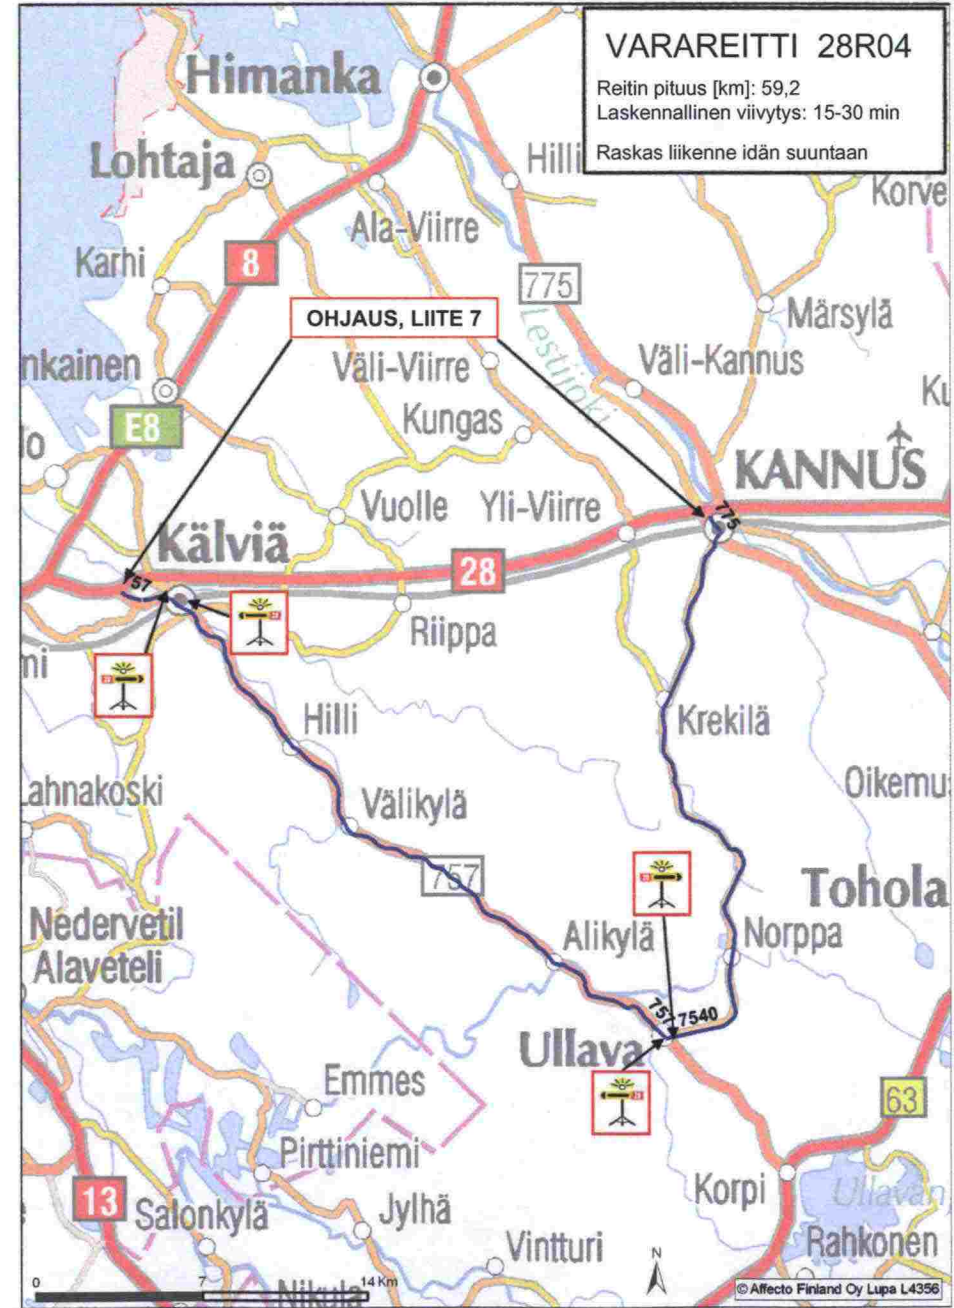 VARAREITTI 28R04
Reitin pituus [km]: 59,2
Laskennallinen viivytys: 15-30 min
Raskas liikenne idän suuntaan
Himanka
Lohtaja
Hilli
Korve
Ala-Viirre
Karhi
8
775
Märsylä
OHJAUS, LIITE 7
Lestijoki
nkainen
Väli-Viirre
Väli-Kannus
Kungas
E8
KANNUS
Vuolle
Yli-Viirre
775
Kälviä
28
757
Riippa
Hilli
Krekilä
Lahnakoski
Välikylä
Oikemu
757
Tohola
Nedervetil
Alaveteli
Alikylä
Norppa
757
7540
Ullava
Emmes
63
Pirttiniemi
Korpi
13
Salonkylä
Jylhä
Ullavan
Vintturi
Rahkonen
Nikula
N
0
7
14 Km
© Affecto Finland Oy Lupa L4356